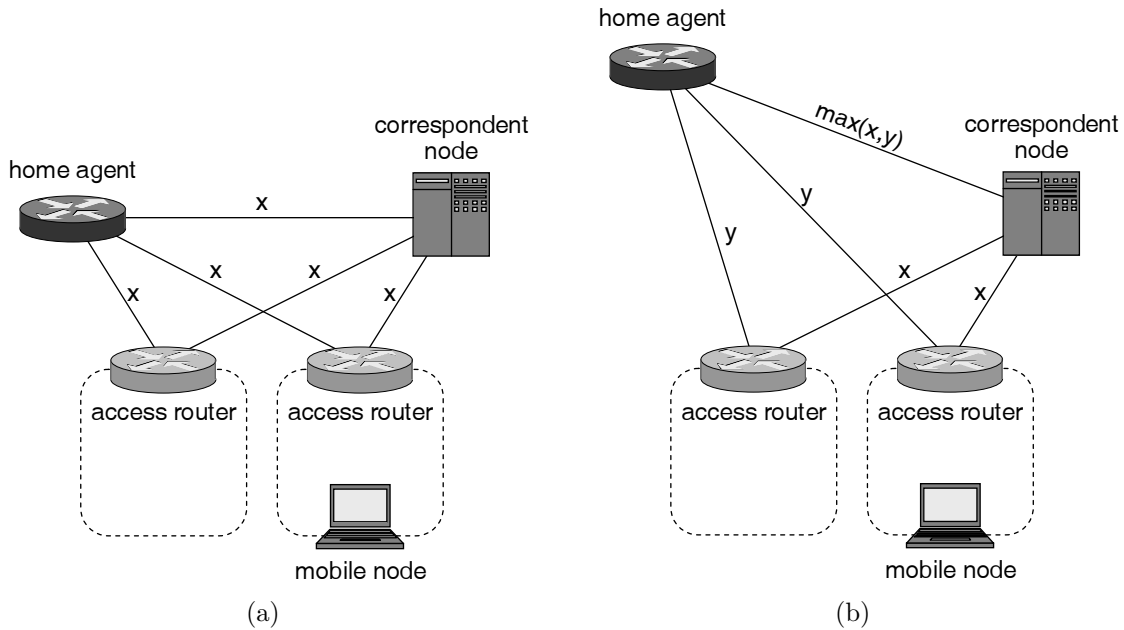 home agent
correspondent
node
x
x
x
x
x
access router
access router
mobile node
(a)
home agent
max(x,y)
correspondent
node
y
y
x
x
access router
access router
mobile node
(b)